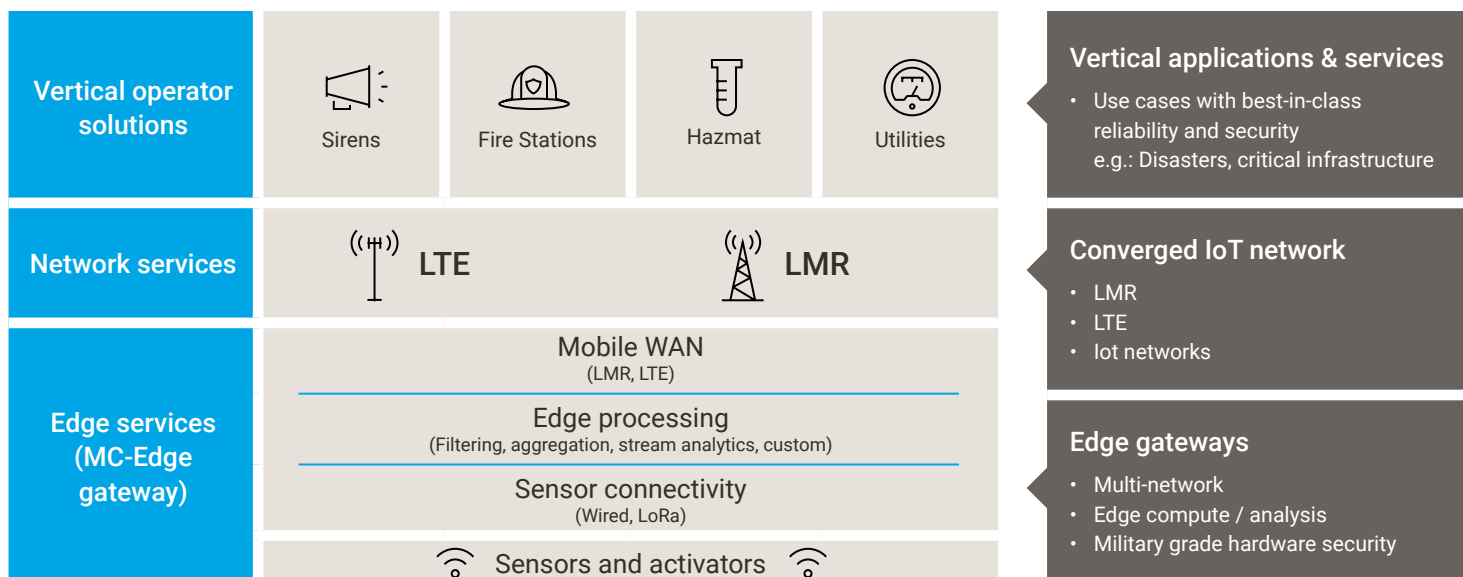 Vertical operator
solutions
Sirens
Fire Stations
Hazmat
Utilities
Vertical applications & services
• Use cases with best-in-class
reliability and security
e.g.: Disasters, critical infrastructure
Network services
LTE
LMR
Converged IoT network
• LMR
• LTE
• Iot networks
Edge services
(MC-Edge
gateway)
Mobile WAN
(LMR, LTE)
Edge processing
(Filtering, aggregation, stream analytics, custom)
Sensor connectivity
(Wired, LoRa)
Sensors and activators
Edge gateways
• Multi-network
• Edge compute / analysis
• Military grade hardware security